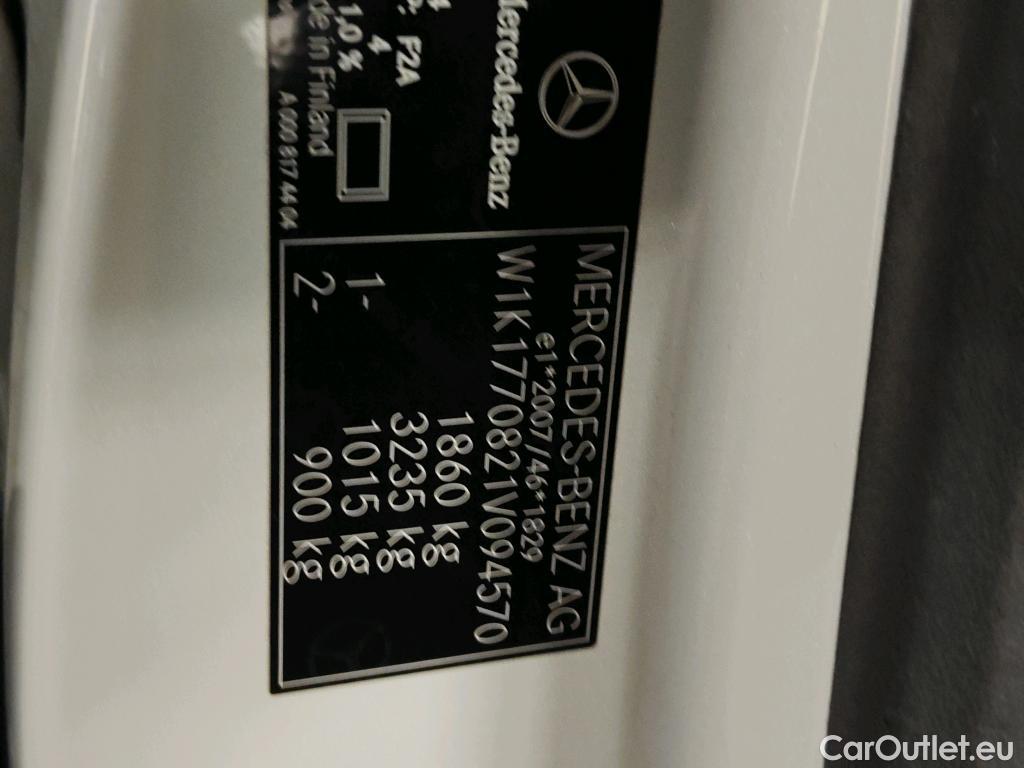 Mercedes-Benz
F2A
4
1,0 %
de in Finland
A 000 817 44 04
MERCEDES-BENZ AG
e1*2007//46*1829
W1K1770821V094570
1860 kg
3235 kg
1- 1015 kg
2- 900 kg
CarOutlet.eu